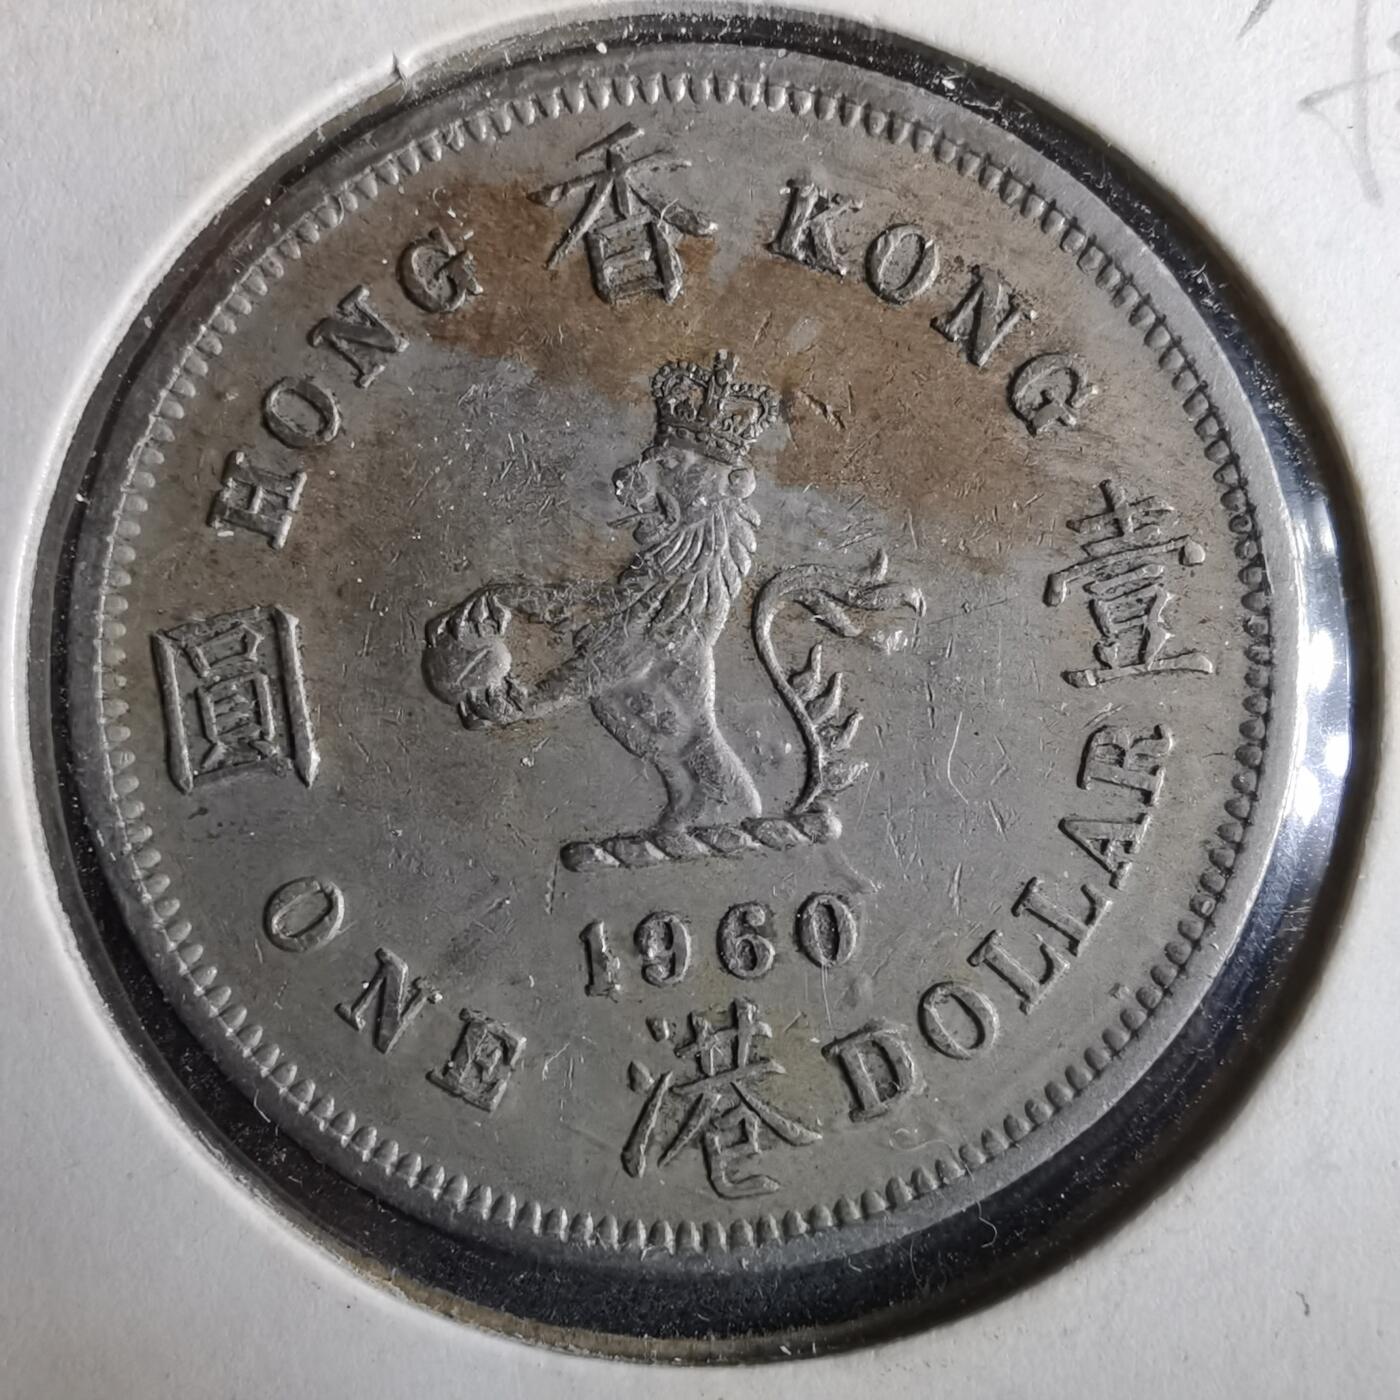 HONG KONG
香
港
壹
圓
ONE DOLLAR
1960